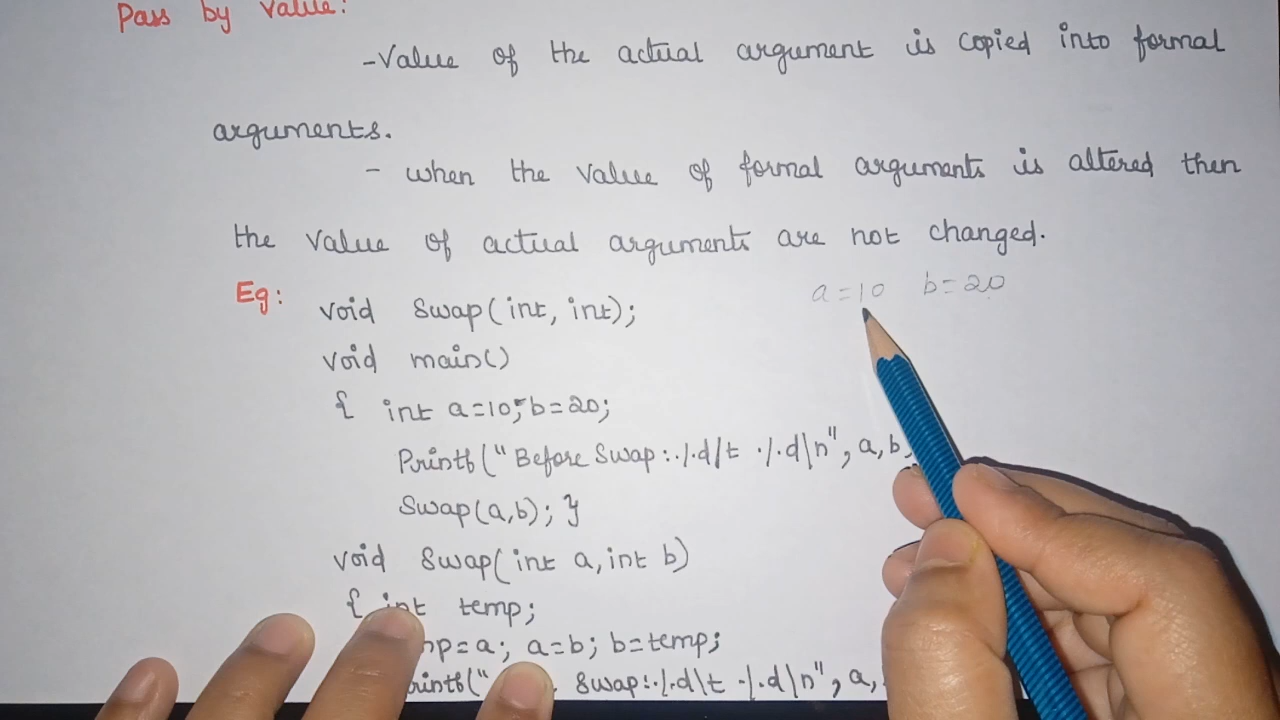 Pass by Value:
-Value of the actual argument is copied into formal
arguments.
- when the value of formal arguments is altered then
the value of actual arguments are not changed.
a=10 b=20
Eg: void Swap(int, int);
void main()
{ int a=10, b=20;
Printf("Before Swap:%d/t %d\n", a,b
Swap(a,b); }
void Swap(int a, int b)
{ int temp;
=a; a=b; b=temp;
Swap:%d\t %d\n", a,